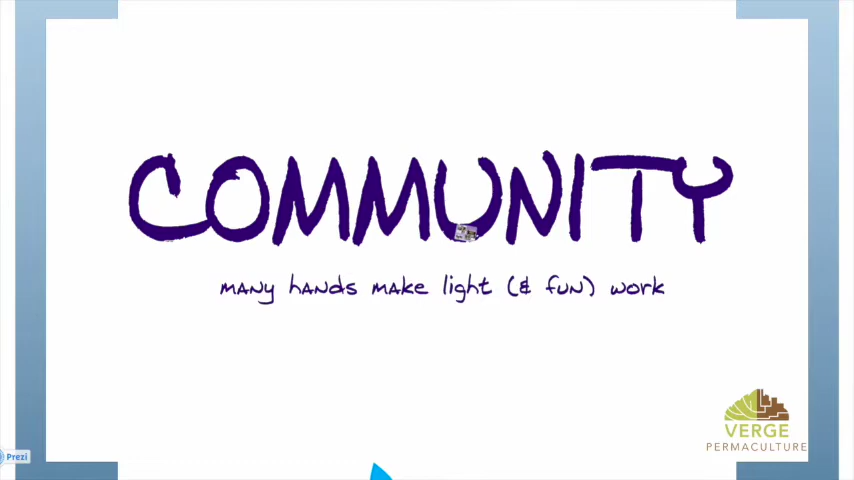 COMMUNITY
many hands make light (& fun) work
VERGE
PERMACULTURE
Prezi